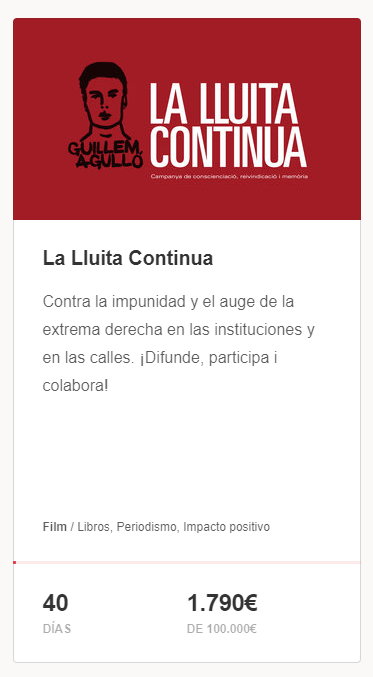 LA LLUITA
CONTINUA
GUILLEM
AGULLÓ
Campanya de conscienciació, reivindicació i memòria
La Lluita Continua
Contra la impunidad y el auge de la
extrema derecha en las instituciones y
en las calles. ¡Difunde, participa i
colabora!
Film / Libros, Periodismo, Impacto positivo
40
DÍAS
1.790€
DE 100.000€